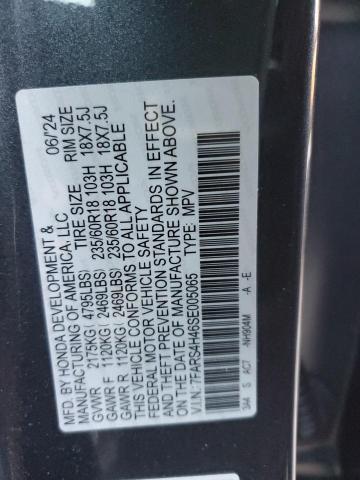 MFD. BY HONDA DEVELOPMENT & 06/'24
MANUFACTURING OF AMERICA, LLC
TIRE SIZE RIM SIZE
GVWR 2175KG( 4795LBS)
GAWR F 1120KG ( 2469LBS) 235/60R18 103H 18X7.5J
GAWR R 1120KG ( 2469LBS) 235/60R18 103H 18X7.5J
THIS VEHICLE CONFORMS TO ALL APPLICABLE
FEDERAL MOTOR VEHICLE SAFETY
AND THEFT PREVENTION STANDARDS IN EFFECT
ON THE DATE OF MANUFACTURE SHOWN ABOVE.
V.I.N.: 7FARS4H46SE005065 TYPE: MPV
3A4 S AC7 -NH904M -A -E